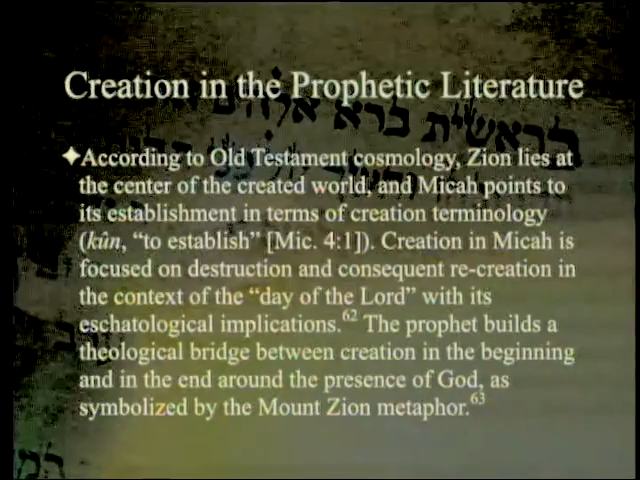 Creation in the Prophetic Literature
בראשית ברא אלהים
✦According to Old Testament cosmology, Zion lies at
the center of the created world, and Micah points to
its establishment in terms of creation terminology
(kûn, “to establish” [Mic. 4:1]). Creation in Micah is
focused on destruction and consequent re-creation in
the context of the “day of the Lord” with its
eschatological implications.62 The prophet builds a
theological bridge between creation in the beginning
and in the end around the presence of God, as
symbolized by the Mount Zion metaphor.63